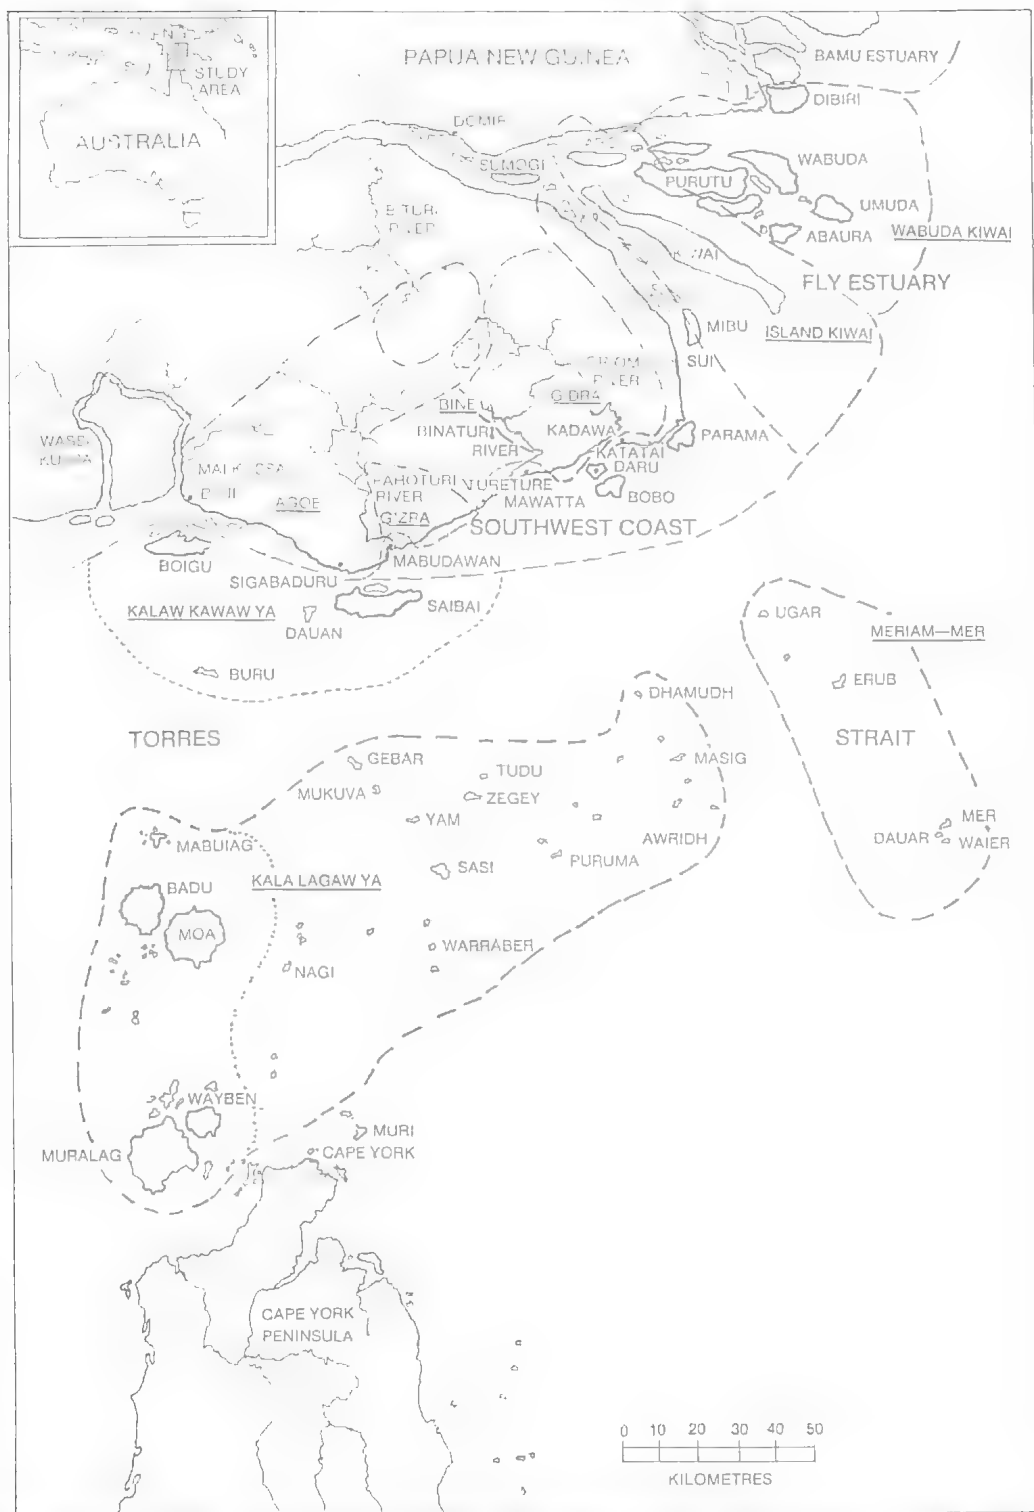 STUDY
AREA
AUSTRALIA
PAPUA NEW GUINEA
BAMU ESTUARY
DIBIRI
SUMOGI
WABUDA
PURUTU
UMUDA
ABAURA
WABUDA KIWAI
RIVER
FLY ESTUARY
MIBU
ISLAND KIWAI
SUI
RIVER
GIDRA
BINE
BINATURI
RIVER
KADAWA
PARAMA
KATATAI
DARU
BOBO
AGOE
RIVER
GIZRA
TURETURE
MAWATTA
SOUTHWEST COAST
MABUDAWAN
BOIGU
SIGABADURU
KALAW KAWAW YA
SAIBAI
DAUAN
BURU
UGAR
MERIAM—MER
ERUB
DHAMUDH
TORRES
STRAIT
GEBAR
MASIG
TUDU
MUKUVA
ZEGEY
YAM
AWRIDH
MER
DAUAR
WAIER
MABUIAG
PURUMA
SASI
KALA LAGAW YA
BADU
MOA
WARRABER
NAGI
WAYBEN
MURI
MURALAG
CAPE YORK
CAPE YORK
PENINSULA
0 10 20 30 40 50
KILOMETRES